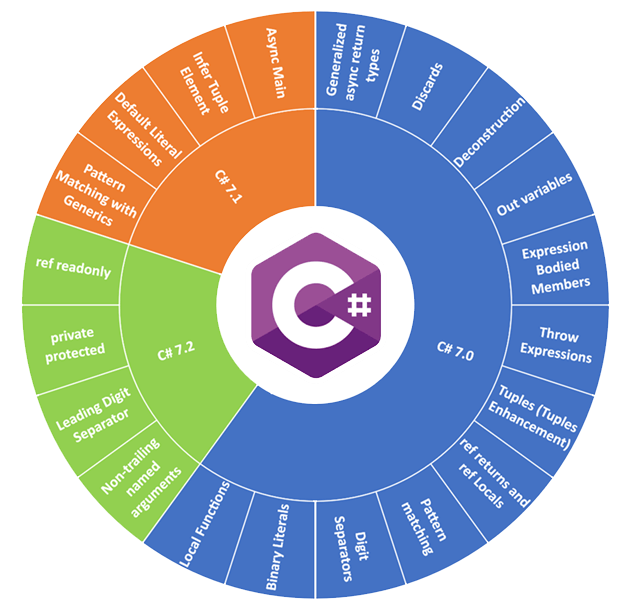 Generalized
async return
types
Discards
Deconstruction
Out variables
Expression
Bodied
Members
Throw
Expressions
Tuples (Tuples
Enhancement)
ref returns and
ref Locals
Pattern
matching
Digit
Separators
Binary Literals
Local Functions
Non-trailing
named
arguments
Leading Digit
Separator
private
protected
ref readonly
Pattern
Matching with
Generics
Default Literal
Expressions
Infer Tuple
Element
Async Main
C# 7.0
C# 7.2
C# 7.1
C#